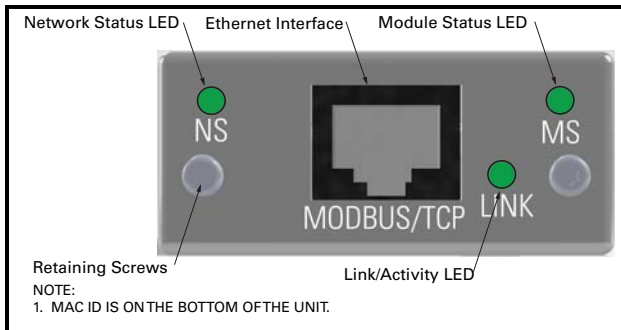 Network Status LED
Ethernet Interface
Module Status LED
NS
MS
MODBUS/TCP
LINK
Retaining Screws
Link/Activity LED
NOTE:
1. MAC ID IS ON THE BOTTOM OF THE UNIT.